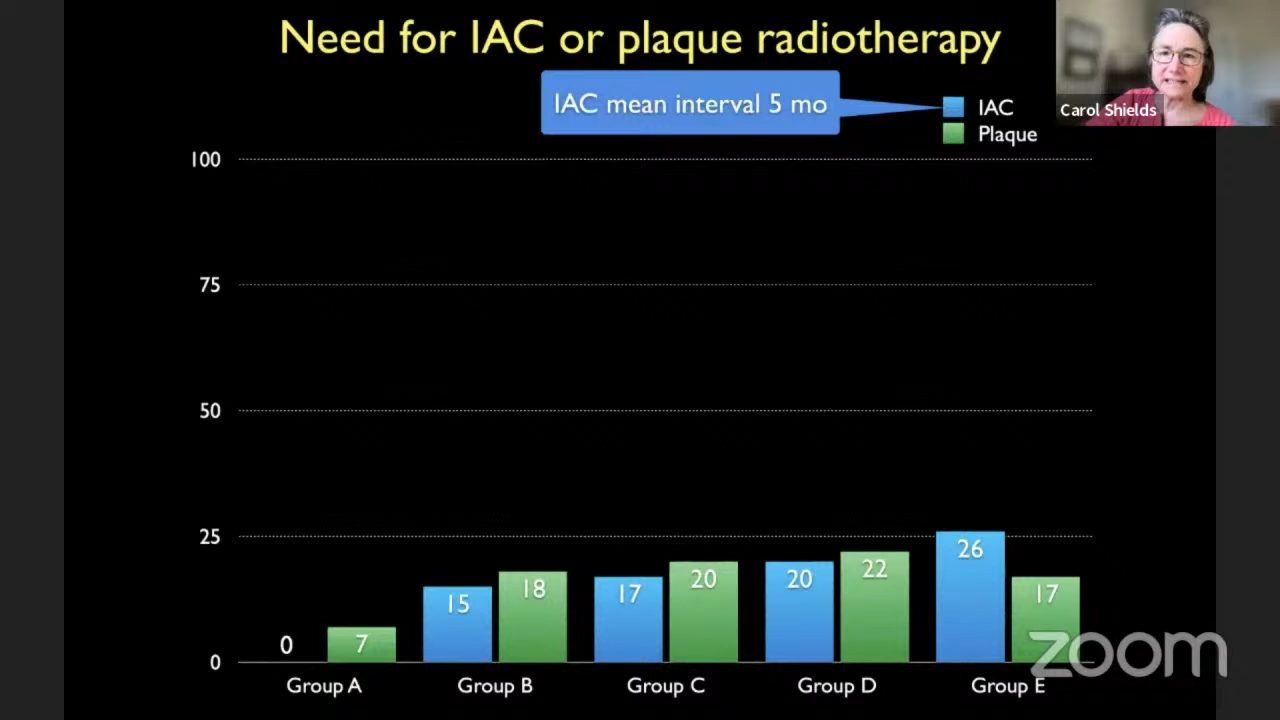 Need for IAC or plaque radiotherapy
IAC mean interval 5 mo
IAC
Plaque
Carol Shields
100
75
50
25
0
0
7
15
18
17
20
20
22
26
17
Group A
Group B
Group C
Group D
Group E
zoom